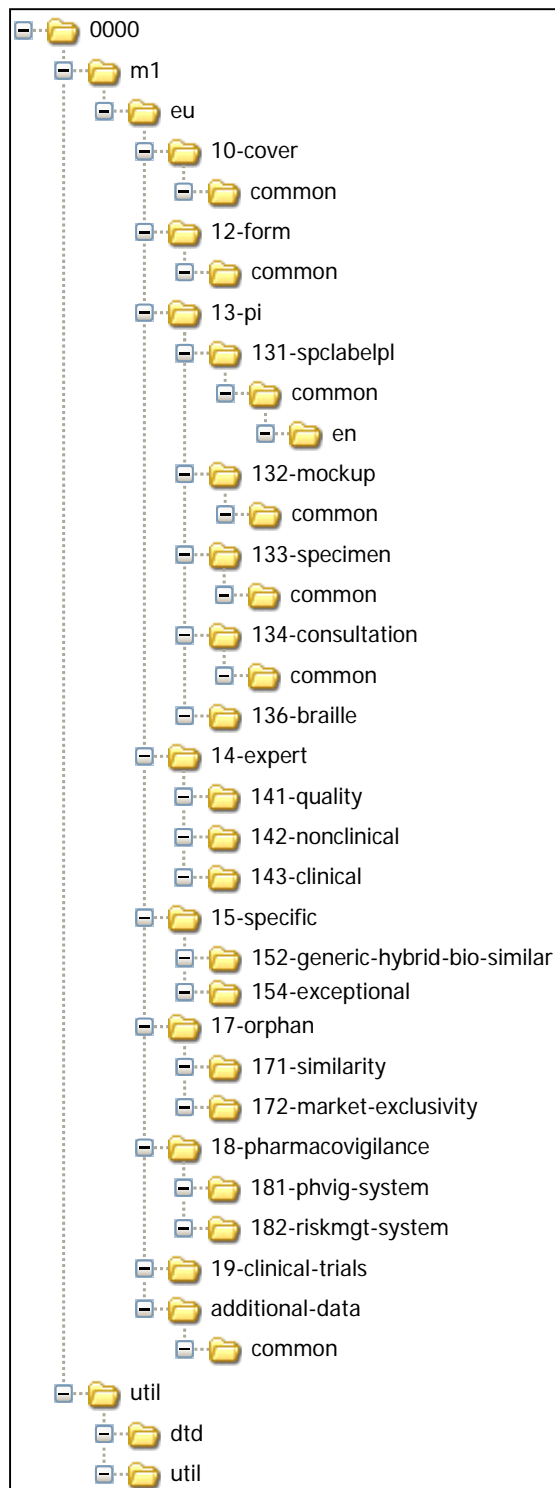 0000
m1
eu
10-cover
common
12-form
common
13-pi
131-spclabelpl
common
en
132-mockup
common
133-specimen
common
134-consultation
common
136-braille
14-expert
141-quality
142-nonclinical
143-clinical
15-specific
152-generic-hybrid-bio-similar
154-exceptional
17-orphan
171-similarity
172-market-exclusivity
18-pharmacovigilance
181-phvig-system
182-riskmgt-system
19-clinical-trials
additional-data
common
util
dtd
util